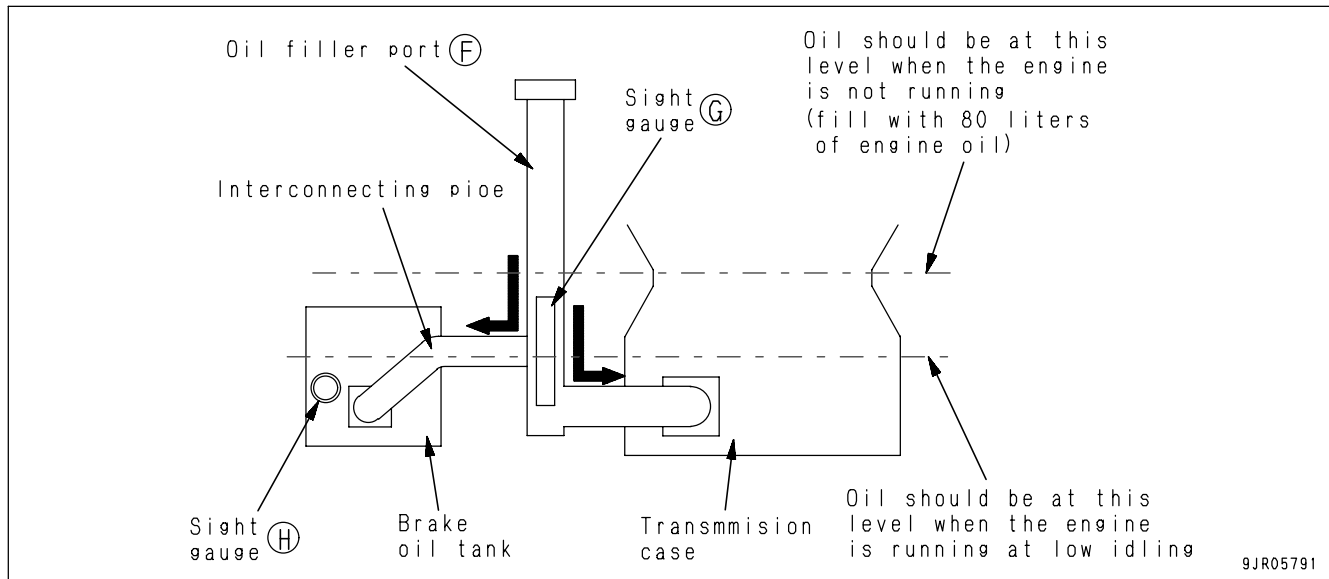 Oil filler port F
Sight
gauge G
Oil should be at this
level when the engine
is not running
(fill with 80 liters
of engine oil)
Interconnecting pioe
Sight
gauge H
Brake
oil tank
Transmmision
case
Oil should be at this
level when the engine
is running at low idling
9JR05791